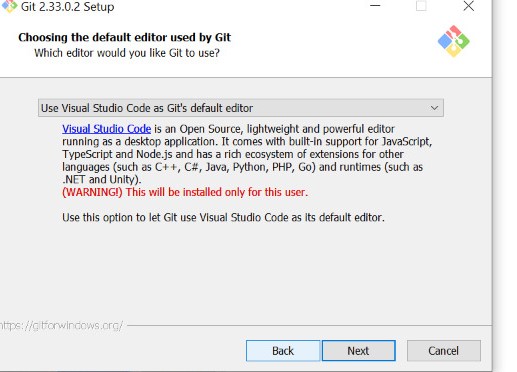 Git 2.33.0.2 Setup
Choosing the default editor used by Git
Which editor would you like Git to use?
Use Visual Studio Code as Git's default editor
Visual Studio Code is an Open Source, lightweight and powerful editor
running as a desktop application. It comes with built-in support for JavaScript,
TypeScript and Node.js and has a rich ecosystem of extensions for other
languages (such as C++, C#, Java, Python, PHP, Go) and runtimes (such as
.NET and Unity).
(WARNING!) This will be installed only for this user.
Use this option to let Git use Visual Studio Code as its default editor.
https://gitforwindows.org/
Back
Next
Cancel